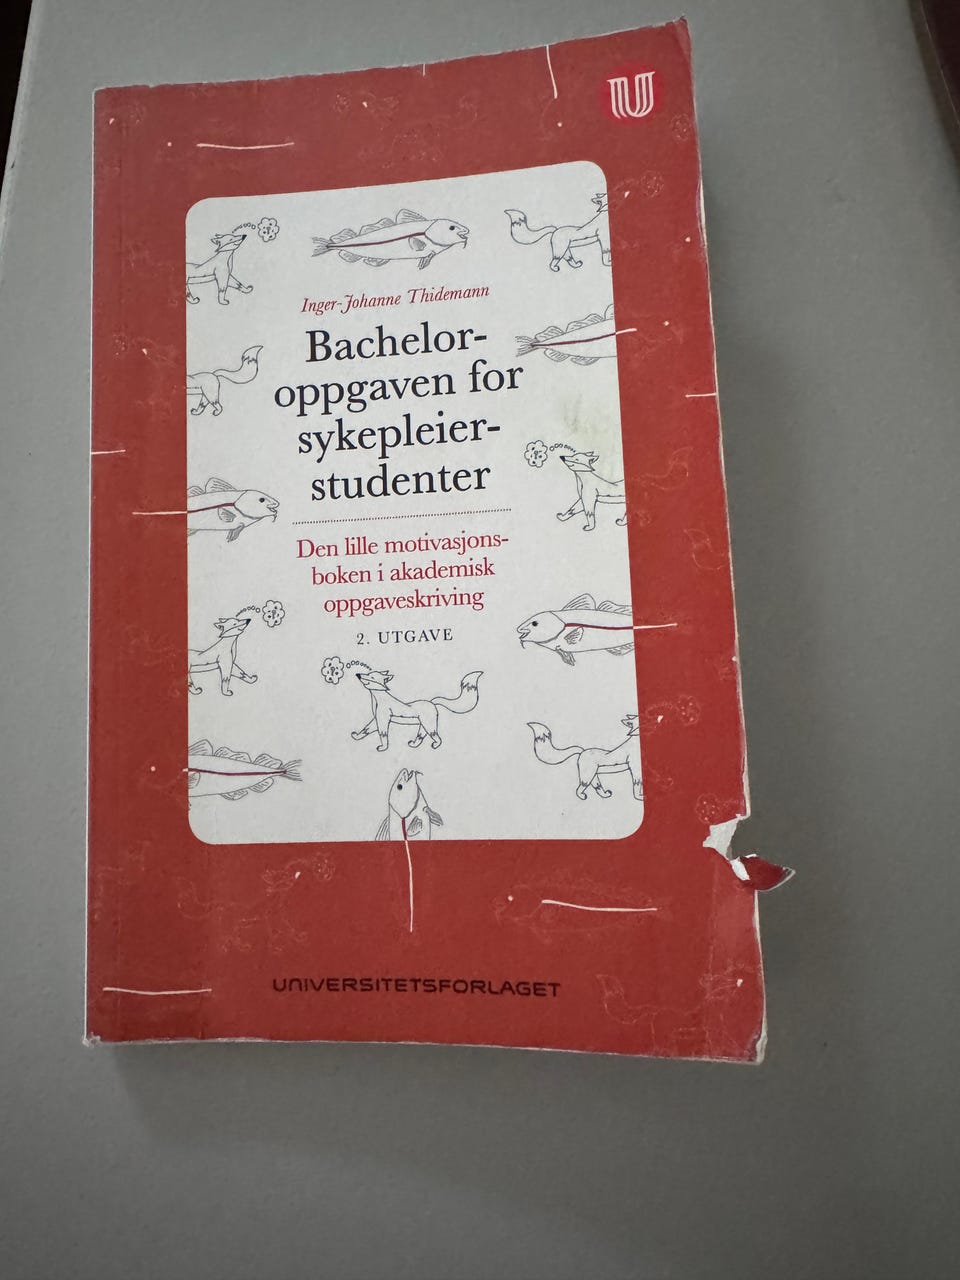 U
Inger-Johanne Thidemann
Bachelor-
oppgaven for
sykepleier-
studenter
Den lille motivasjons-
boken i akademisk
oppgaveskriving
2. UTGAVE
UNIVERSITETSFORLAGET